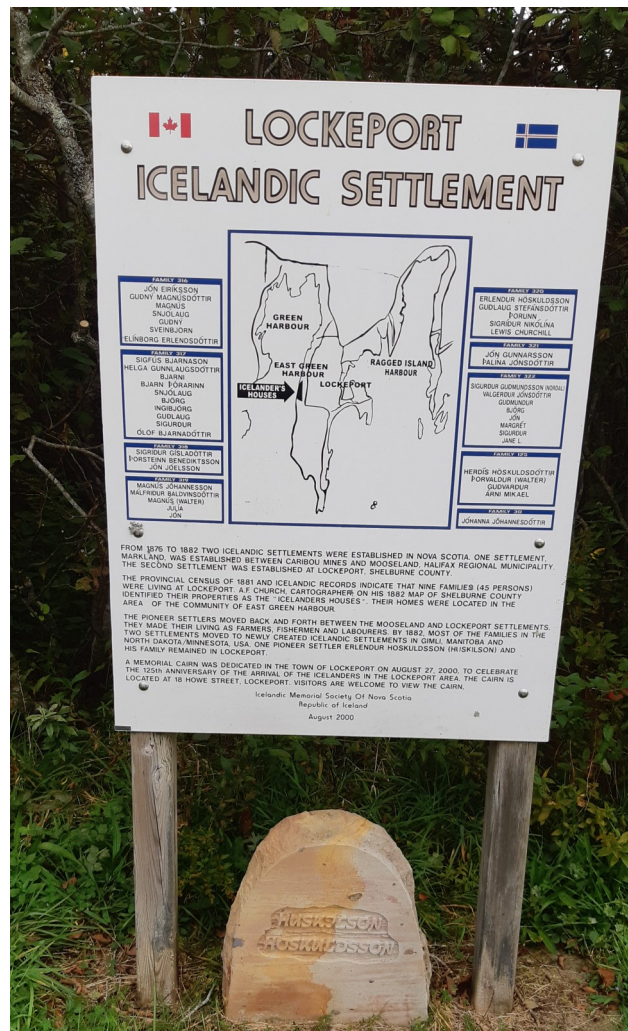 LOCKEPORT
ICELANDIC SETTLEMENT
FAMILY 316
JÓN EIRÍKSSON
GUDNÝ MAGNÚSDÓTTIR
MAGNÚS
SNJÓLAUG
GUDNÝ
SVEINBJÖRN
ELÍNBORG ERLENDSDÓTTIR
FAMILY 317
SIGFÚS BJARNASON
HELGA GUNNLAUGSDÓTTIR
BJARNI
BJARN ÞÓRARINN
SNJÓLAUG
BJÖRG
INGIBJÖRG
GUDLAUG
SIGURDUR
ÓLÖF BJARNADÓTTIR
FAMILY 318
SIGRÍDUR GÍSLADÓTTIR
ÞORSTEINN BENEDIKTSSON
JÓN JÓELSSON
FAMILY 319
MAGNÚS JÓHANNESSON
MÁLFRÍDUR BALDVINSDÓTTIR
MAGNÚS (WALTER)
JULÍA
JÓN
GREEN
HARBOUR
EAST GREEN
HARBOUR
ICELANDER'S
HOUSES
LOCKEPORT
RAGGED ISLAND
HARBOUR
FAMILY 320
ERLENDUR HÖSKULDSSON
GUDLAUG STEFÁNSDÓTTIR
ÞORUNN
SIGRÍDUR NIKÓLÍNA
LEWIS CHURCHILL
FAMILY 321
JÓN GUNNARSSON
ÞALINA JÓNSDÓTTIR
FAMILY 322
SIGURDUR GUDMUNDSSON (NORDAL)
VALGERDUR JÓNSDÓTTIR
GUDMUNDUR
BJÖRG
JÓN
MARGRÉT
SIGURDUR
JANE L.
FAMILY 125
HERDÍS HÖSKULDSDÓTTIR
ÞORVALDUR (WALTER)
GUDVARDUR
ÁRNI MIKAEL
FAMILY 30
JÓHANNA JÓHANNESDÓTTIR
FROM 1876 TO 1882 TWO ICELANDIC SETTLEMENTS WERE ESTABLISHED IN NOVA SCOTIA. ONE SETTLEMENT,
MARKLAND, WAS ESTABLISHED BETWEEN CARIBOU MINES AND MOOSELAND, HALIFAX REGIONAL MUNICIPALITY.
THE SECOND SETTLEMENT WAS ESTABLISHED AT LOCKEPORT, SHELBURNE COUNTY.
THE PROVINCIAL CENSUS OF 1881 AND ICELANDIC RECORDS INDICATE THAT NINE FAMILIES (45 PERSONS)
WERE LIVING AT LOCKEPORT. A.F. CHURCH, CARTOGRAPHER, ON HIS 1882 MAP OF SHELBURNE COUNTY
IDENTIFIED THEIR PROPERTIES AS THE "ICELANDERS HOUSES". THEIR HOMES WERE LOCATED IN THE
AREA OF THE COMMUNITY OF EAST GREEN HARBOUR.
THE PIONEER SETTLERS MOVED BACK AND FORTH BETWEEN THE MOOSELAND AND LOCKEPORT SETTLEMENTS.
THEY MADE THEIR LIVING AS FARMERS, FISHERMEN AND LABOURERS. BY 1882, MOST OF THE FAMILIES IN THE
TWO SETTLEMENTS MOVED TO NEWLY CREATED ICELANDIC SETTLEMENTS IN GIMLI, MANITOBA AND
NORTH DAKOTA/MINNESOTA, USA. ONE PIONEER SETTLER ERLENDUR HOSKULDSSON (HUSKILSON) AND
HIS FAMILY REMAINED IN LOCKEPORT.
A MEMORIAL CAIRN WAS DEDICATED IN THE TOWN OF LOCKEPORT ON AUGUST 27, 2000, TO CELEBRATE
THE 125th ANNIVERSARY OF THE ARRIVAL OF THE ICELANDERS IN THE LOCKEPORT AREA. THE CAIRN IS
LOCATED AT 18 HOWE STREET, LOCKEPORT. VISITORS ARE WELCOME TO VIEW THE CAIRN.
Icelandic Memorial Society Of Nova Scotia
Republic of Iceland
August 2000
HUSKILSON
HOSKULDSSON